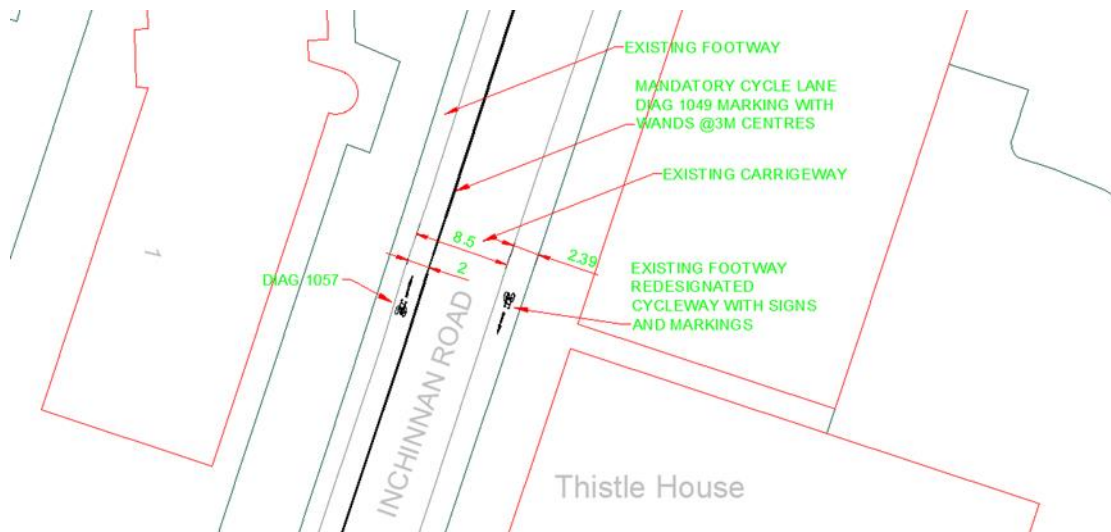 EXISTING FOOTWAY
MANDATORY CYCLE LANE
DIAG 1049 MARKING WITH
WANDS @3M CENTRES
EXISTING CARRIGEWAY
8.5
2.39
2
DIAG 1057
EXISTING FOOTWAY
REDESIGNATED
CYCLEWAY WITH SIGNS
AND MARKINGS
1
INCHINNAN ROAD
Thistle House